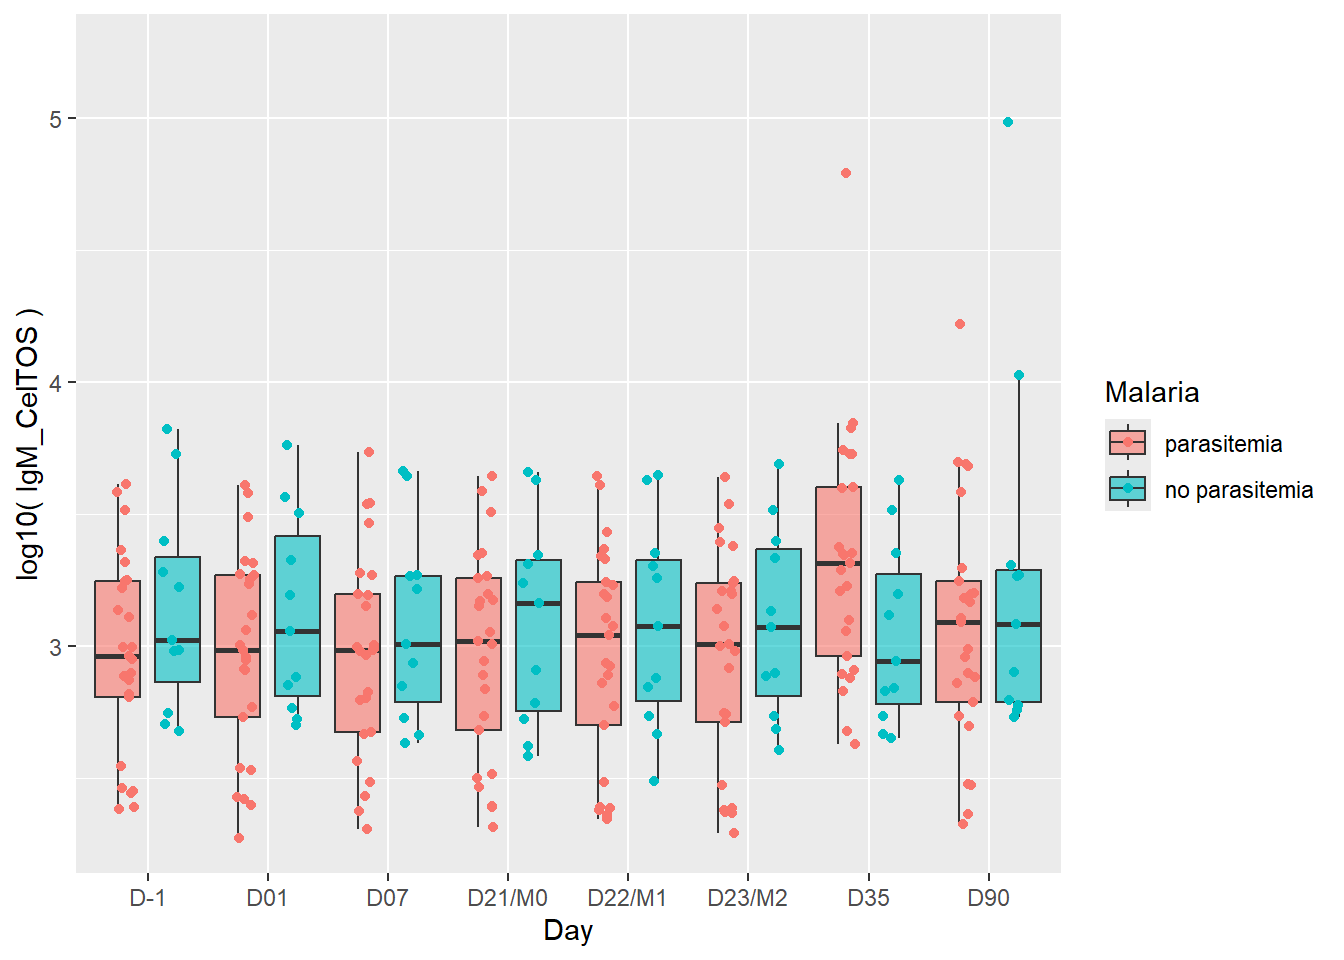 5
4
3
log10( IgM_CelTOS )
D-1 D01 D07 D21/M0 D22/M1 D23/M2 D35 D90
Day
Malaria
parasitemia
no parasitemia